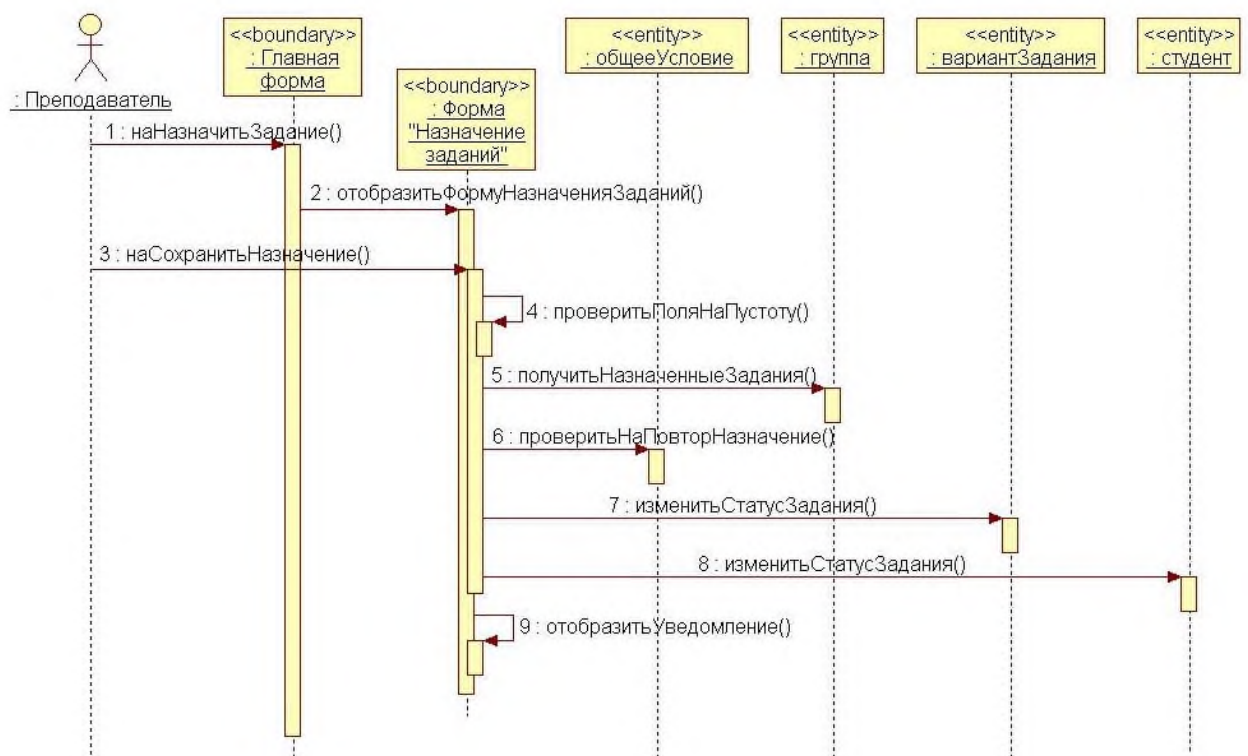 <<boundary>>
: Главная
форма
<<entity>>
: общееУсловие
<<entity>>
: группа
<<entity>>
: вариантЗадания
<<entity>>
: студент
: Преподаватель
<<boundary>>
: Форма
"Назначение
заданий"
1 : наНазначитьЗадание()
2 : отобразитьФормуНазначенияЗаданий()
3 : наСохранитьНазначение()
4 : проверитьПоляНаПустоту()
5 : получитьНазначенныеЗадания()
6 : проверитьНаПовторНазначение()
7 : изменитьСтатусЗадания()
8 : изменитьСтатусЗадания()
9 : отобразитьУведомление()